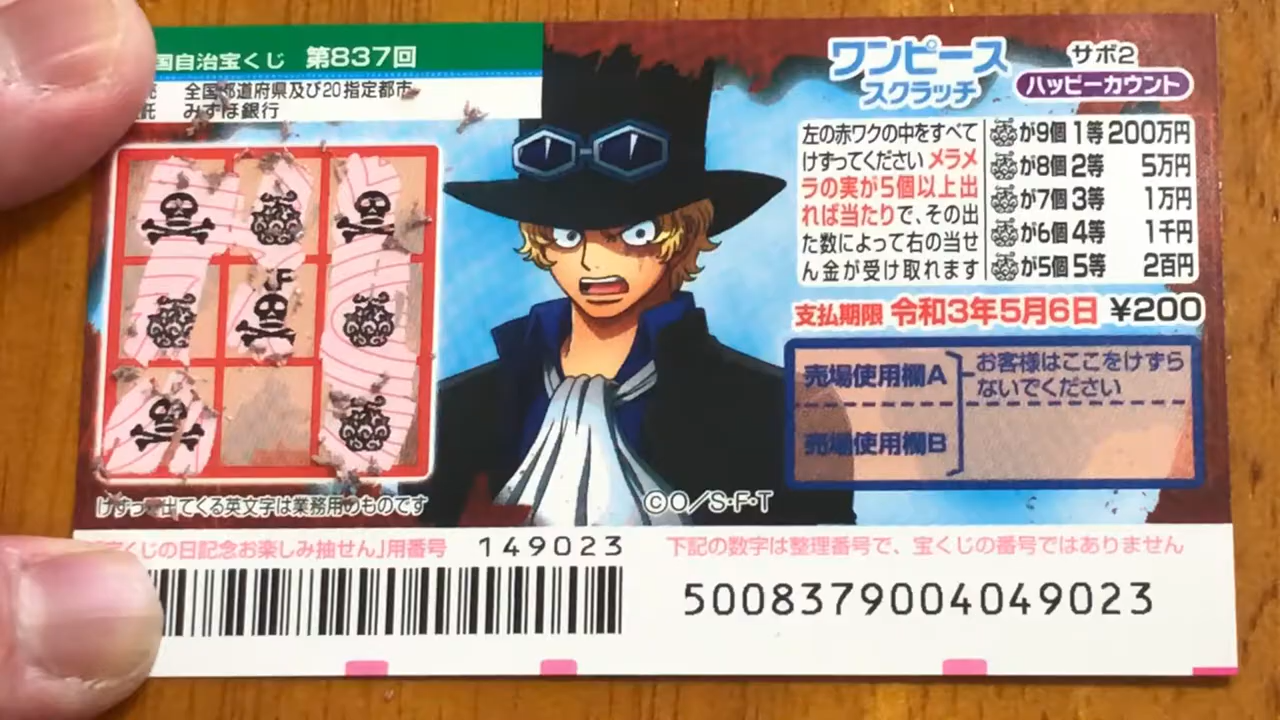 国自治宝くじ 第837回
全国都道府県及び20指定都市
託 みずほ銀行
F
けずって出てくる英文字は業務用のものです
ワンピース
スクラッチ
サボ2
ハッピーカウント
左の赤ワクの中をすべて
けずってください メラメ
ラの実が5個以上出
れば当たりで、その出
た数によって右の当せ
ん金が受け取れます
が9個 1等 200万円
が8個 2等 5万円
が7個 3等 1万円
が6個 4等 1千円
が5個 5等 2百円
支払期限 令和3年5月6日 ¥200
売場使用欄A
お客様はここをけずら
ないでください
売場使用欄B
©O/S・F・T
宝くじの日記念お楽しみ抽せん」用番号 149023
下記の数字は整理番号で、宝くじの番号ではありません
5008379004049023